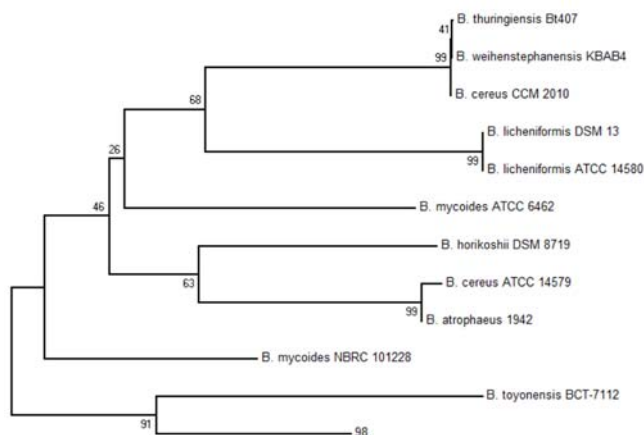 B. thuringiensis Bt407
41
B. weihenstephanensis KBAB4
99
B. cereus CCM 2010
68
B. licheniformis DSM 13
26
99
B. licheniformis ATCC 14580
46
B. mycoides ATCC 6462
B. horikoshii DSM 8719
63
B. cereus ATCC 14579
99
B. atrophaeus 1942
B. mycoides NBRC 101228
B. toyonensis BCT-7112
91
98